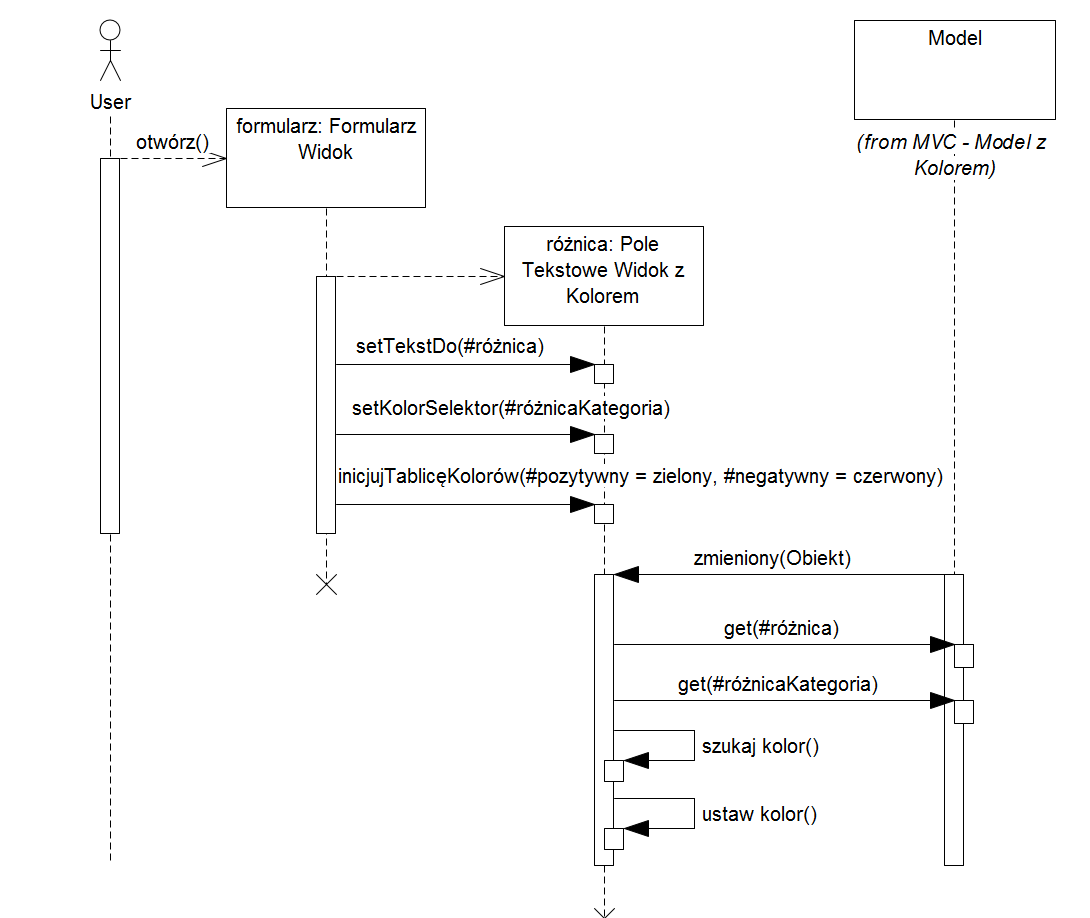 Model
User
formularz: Formularz
Widok
otwórz()
(from MVC - Model z
Kolorem)
różnica: Pole
Tekstowe Widok z
Kolorem
setTekstDo(#różnica)
setKolorSelektor(#różnicaKategoria)
inicjujTablicęKolorów(#pozytywny = zielony, #negatywny = czerwony)
zmieniony(Obiekt)
get(#różnica)
get(#różnicaKategoria)
szukaj kolor()
ustaw kolor()